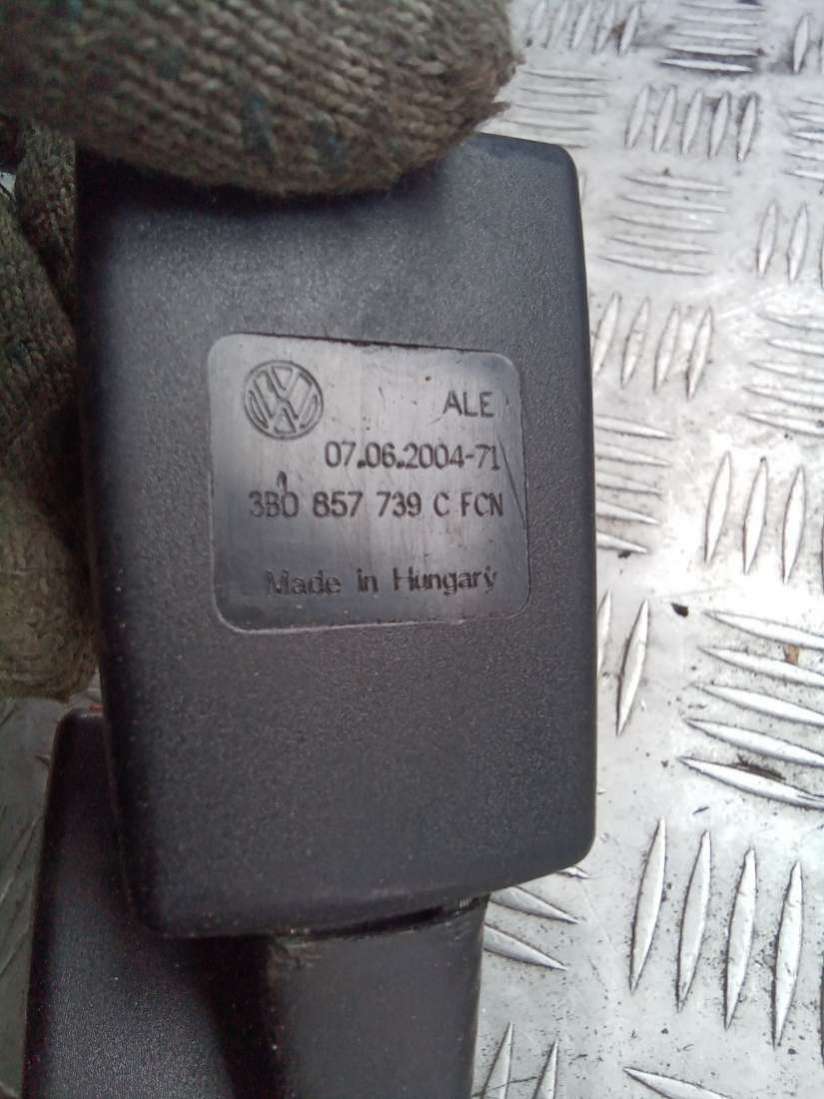 ALE
07.06.2004-71
3B0 857 739 C FCN
Made in Hungary